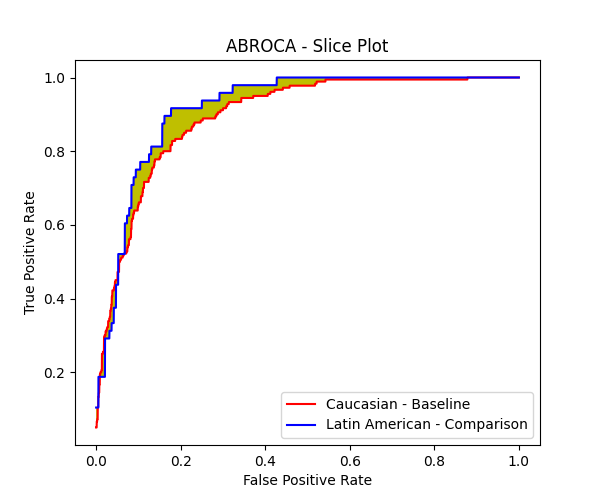 ABROCA - Slice Plot
True Positive Rate
1.0
0.8
0.6
0.4
0.2
0.0 0.2 0.4 0.6 0.8 1.0
False Positive Rate
Caucasian - Baseline
Latin American - Comparison